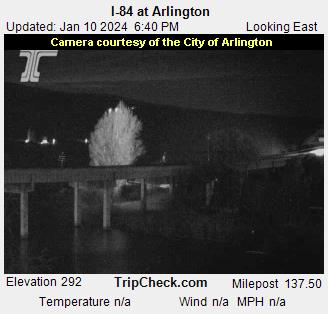 I-84 at Arlington
Updated: Jan 10 2024 6:40 PM Looking East
Camera courtesy of the City of Arlington
Elevation 292 TripCheck.com Milepost 137.50
Temperature n/a Wind n/a MPH n/a